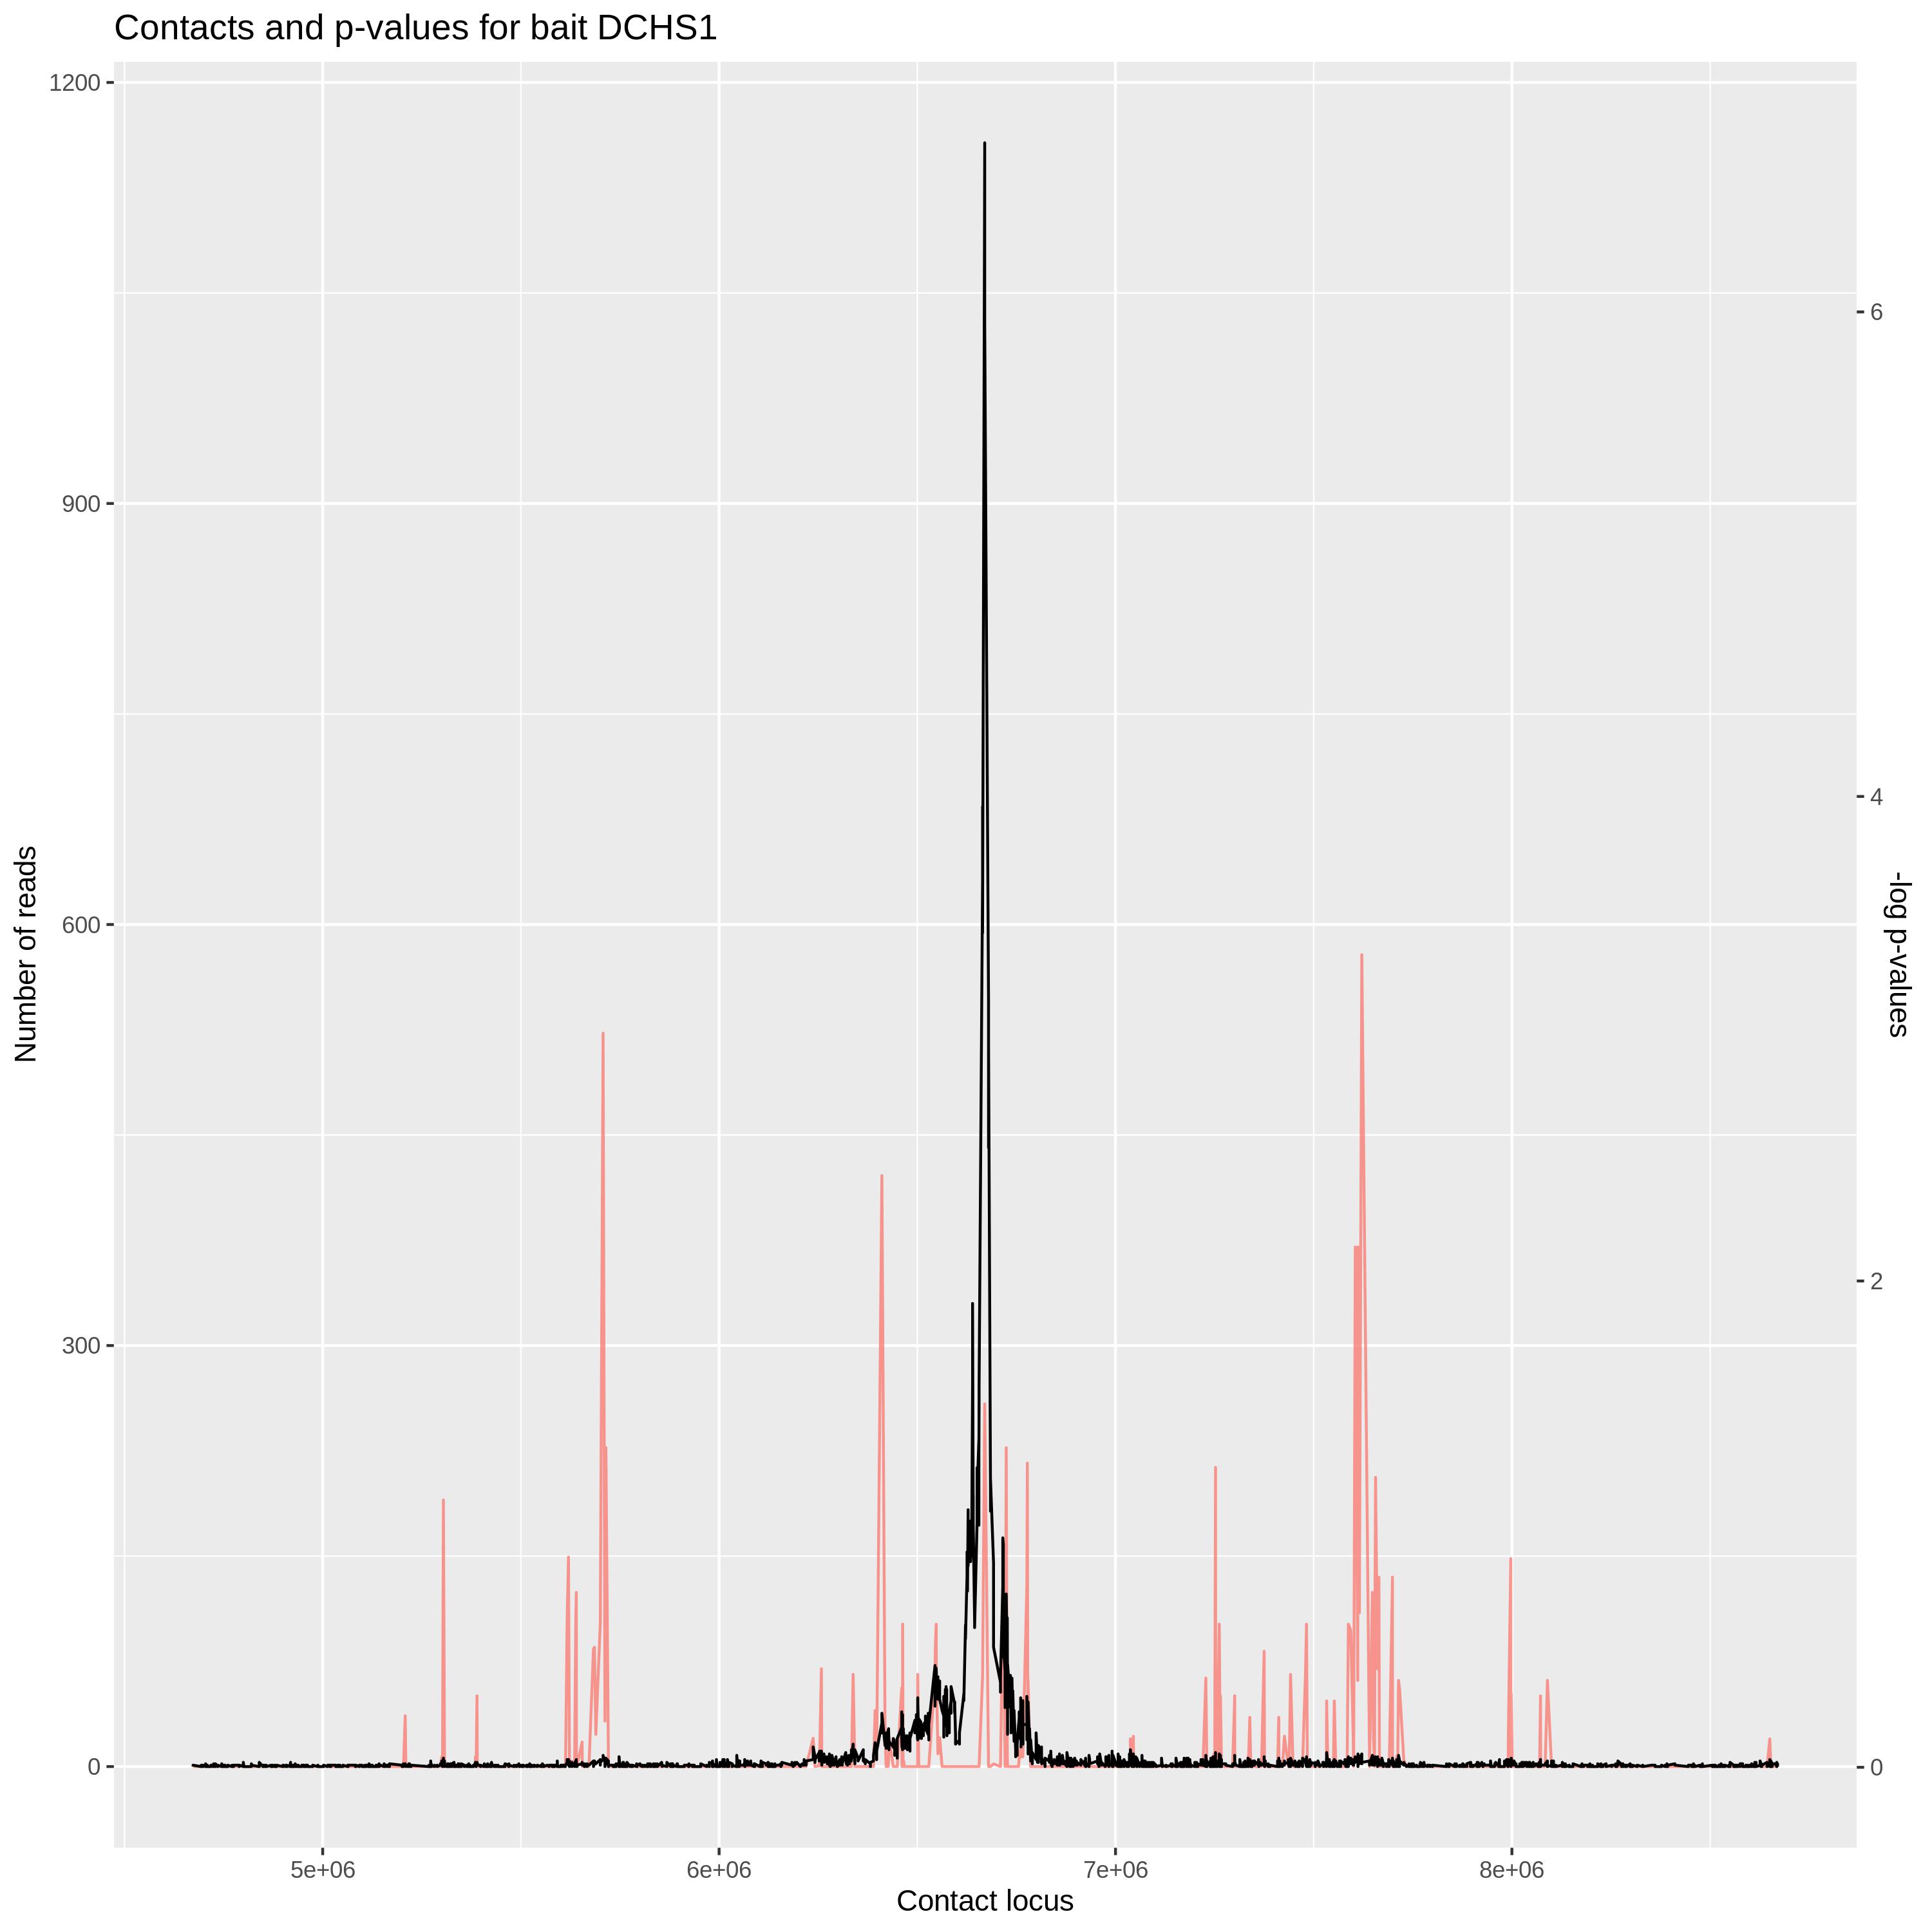 Contacts and p-values for bait DCHS1
1200
900
600
300
0
Number of reads
6
4
2
0
-log p-values
5e+06
6e+06
7e+06
8e+06
Contact locus